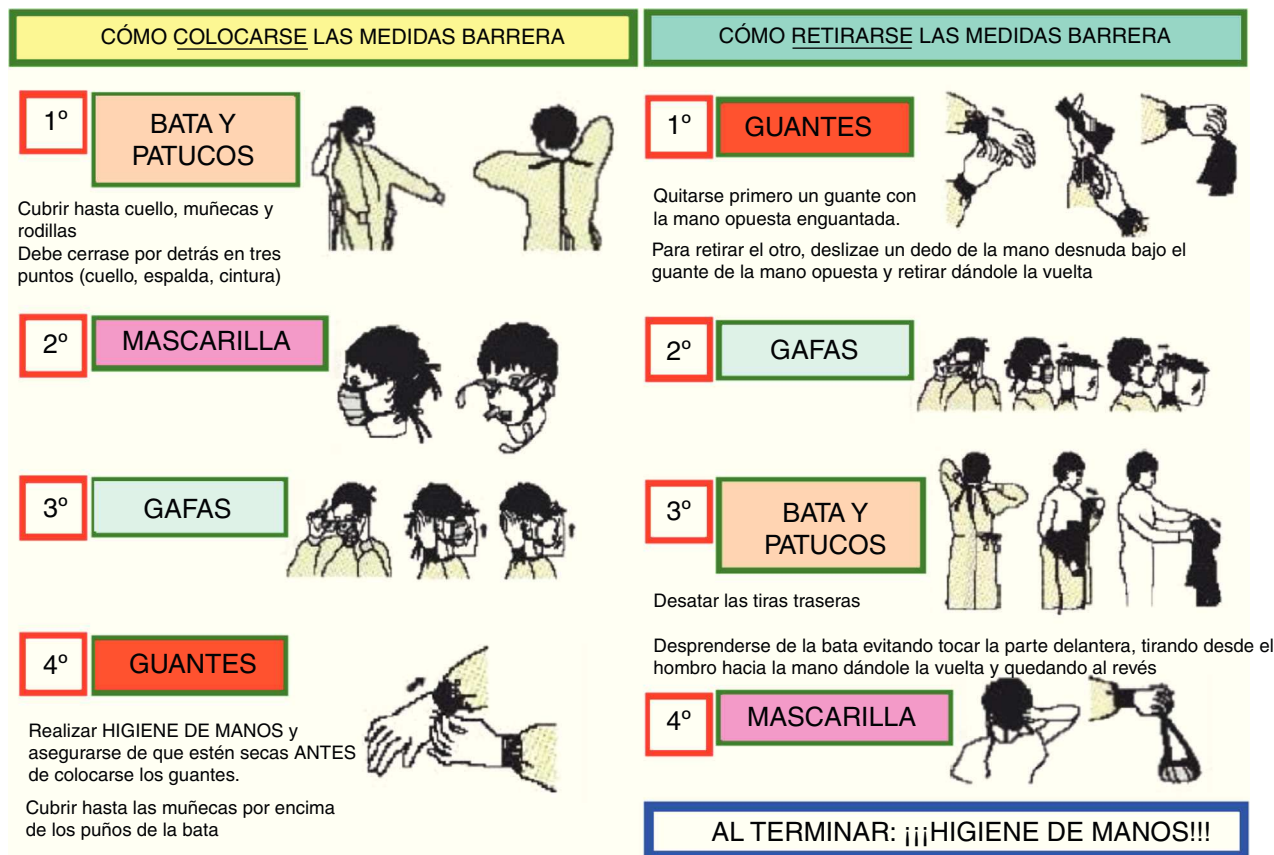 CÓMO COLOCARSE LAS MEDIDAS BARRERA
1º
BATA Y
PATUCOS
Cubrir hasta cuello, muñecas y
rodillas
Debe cerrase por detrás en tres
puntos (cuello, espalda, cintura)
2º
MASCARILLA
3º
GAFAS
4º
GUANTES
Realizar HIGIENE DE MANOS y
asegurarse de que estén secas ANTES
de colocarse los guantes.
Cubrir hasta las muñecas por encima
de los puños de la bata
CÓMO RETIRARSE LAS MEDIDAS BARRERA
1º
GUANTES
Quitarse primero un guante con
la mano opuesta enguantada.
Para retirar el otro, deslizae un dedo de la mano desnuda bajo el
guante de la mano opuesta y retirar dándole la vuelta
2º
GAFAS
3º
BATA Y
PATUCOS
Desatar las tiras traseras
Desprenderse de la bata evitando tocar la parte delantera, tirando desde el
hombro hacia la mano dándole la vuelta y quedando al revés
4º
MASCARILLA
AL TERMINAR: ¡¡¡HIGIENE DE MANOS!!!